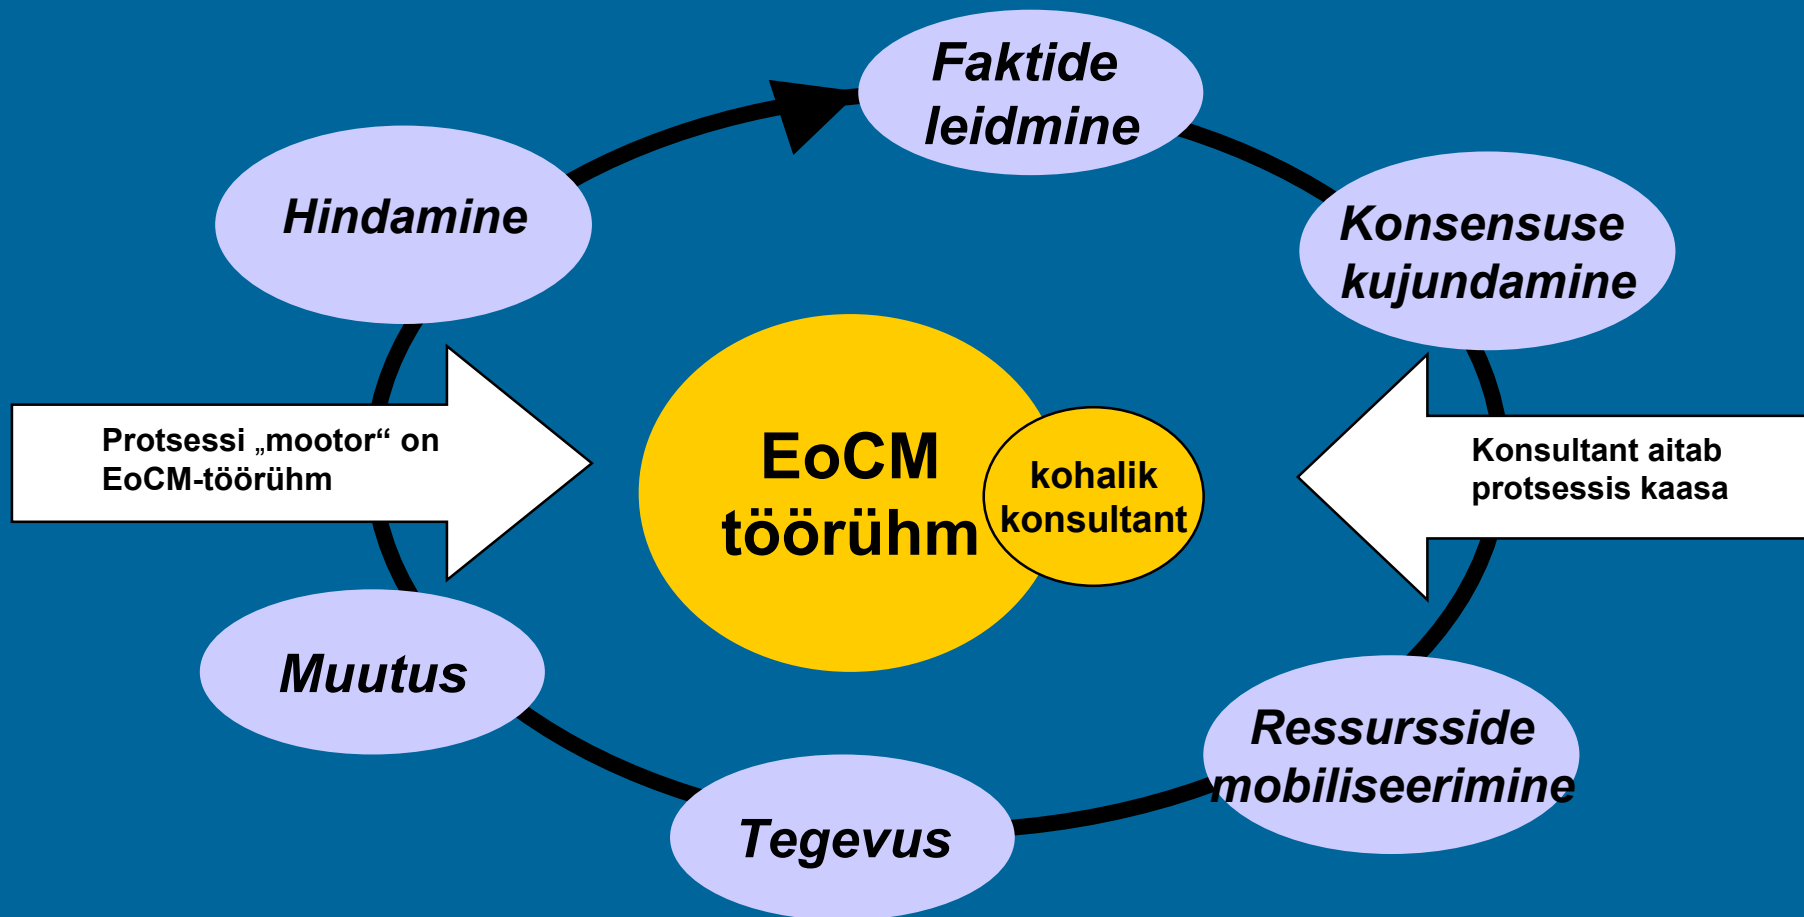 Faktide
leidmine
Hindamine
Konsensuse
kujundamine
Protsessi „mootor“ on
EoCM-töörühm
EoCM
töörühm
kohalik
konsultant
Konsultant aitab
protsessis kaasa
Muutus
Ressursside
mobiliseerimine
Tegevus